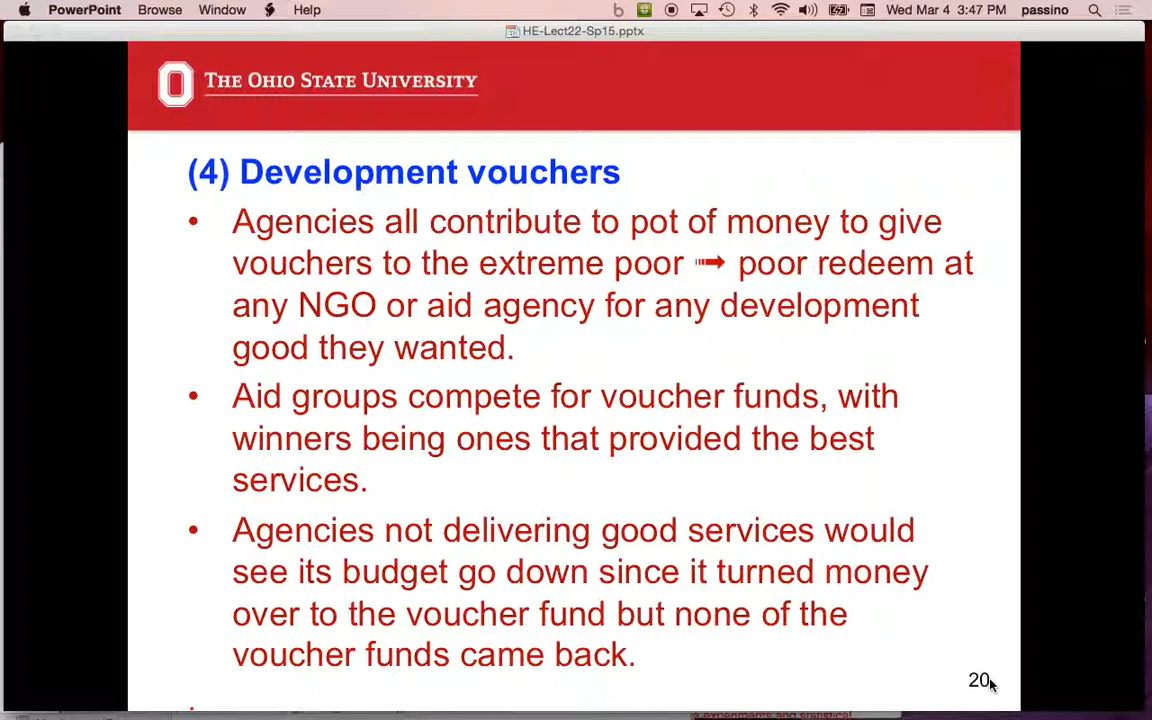 PowerPoint Browse Window Help Wed Mar 4 3:47 PM passino
HE-Lect22-Sp15.pptx
THE OHIO STATE UNIVERSITY
(4) Development vouchers
• Agencies all contribute to pot of money to give
vouchers to the extreme poor ➟ poor redeem at
any NGO or aid agency for any development
good they wanted.
• Aid groups compete for voucher funds, with
winners being ones that provided the best
services.
• Agencies not delivering good services would
see its budget go down since it turned money
over to the voucher fund but none of the
voucher funds came back.
20